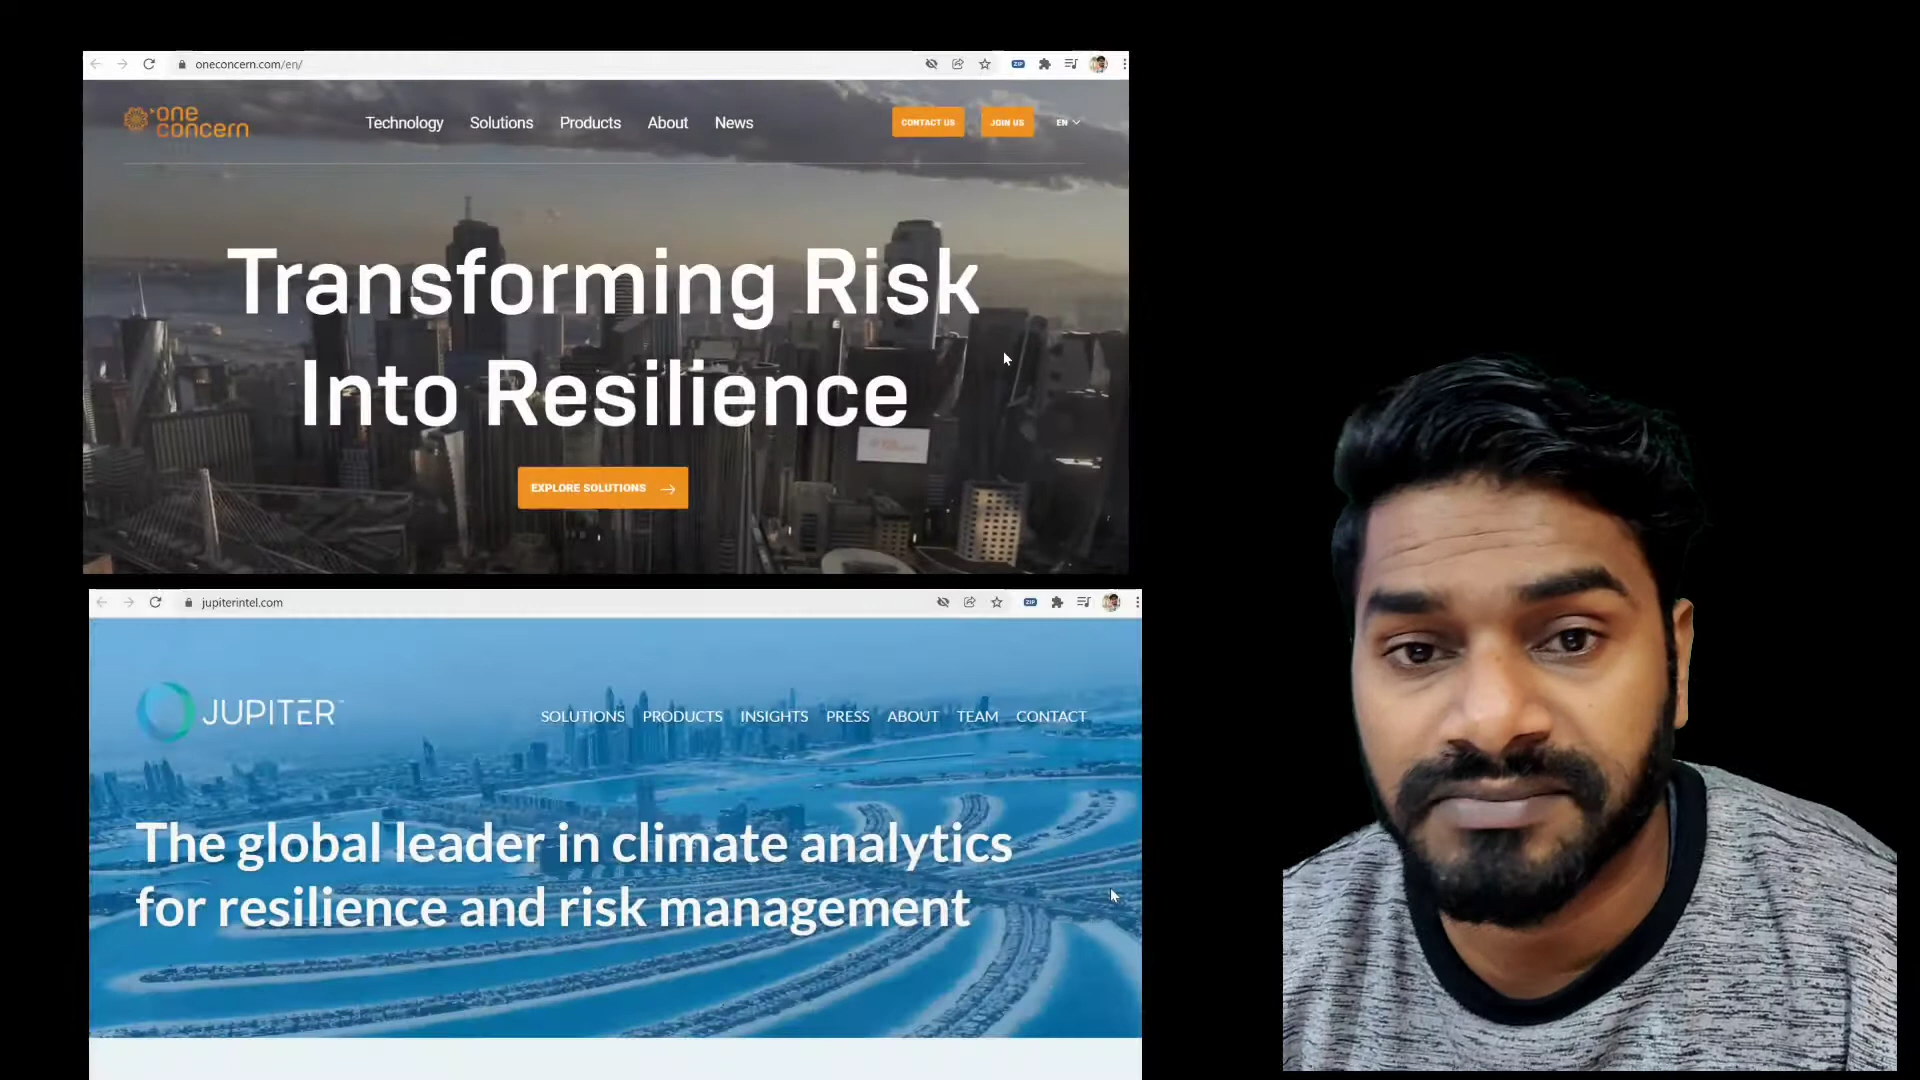 oneconcern.com/en/
ZIP
one
concern
Technology Solutions Products About News
CONTACT US JOIN US EN
Transforming Risk
Into Resilience
EXPLORE SOLUTIONS
jupiterintel.com
ZIP
JUPITER
SOLUTIONS PRODUCTS INSIGHTS PRESS ABOUT TEAM CONTACT
The global leader in climate analytics
for resilience and risk management